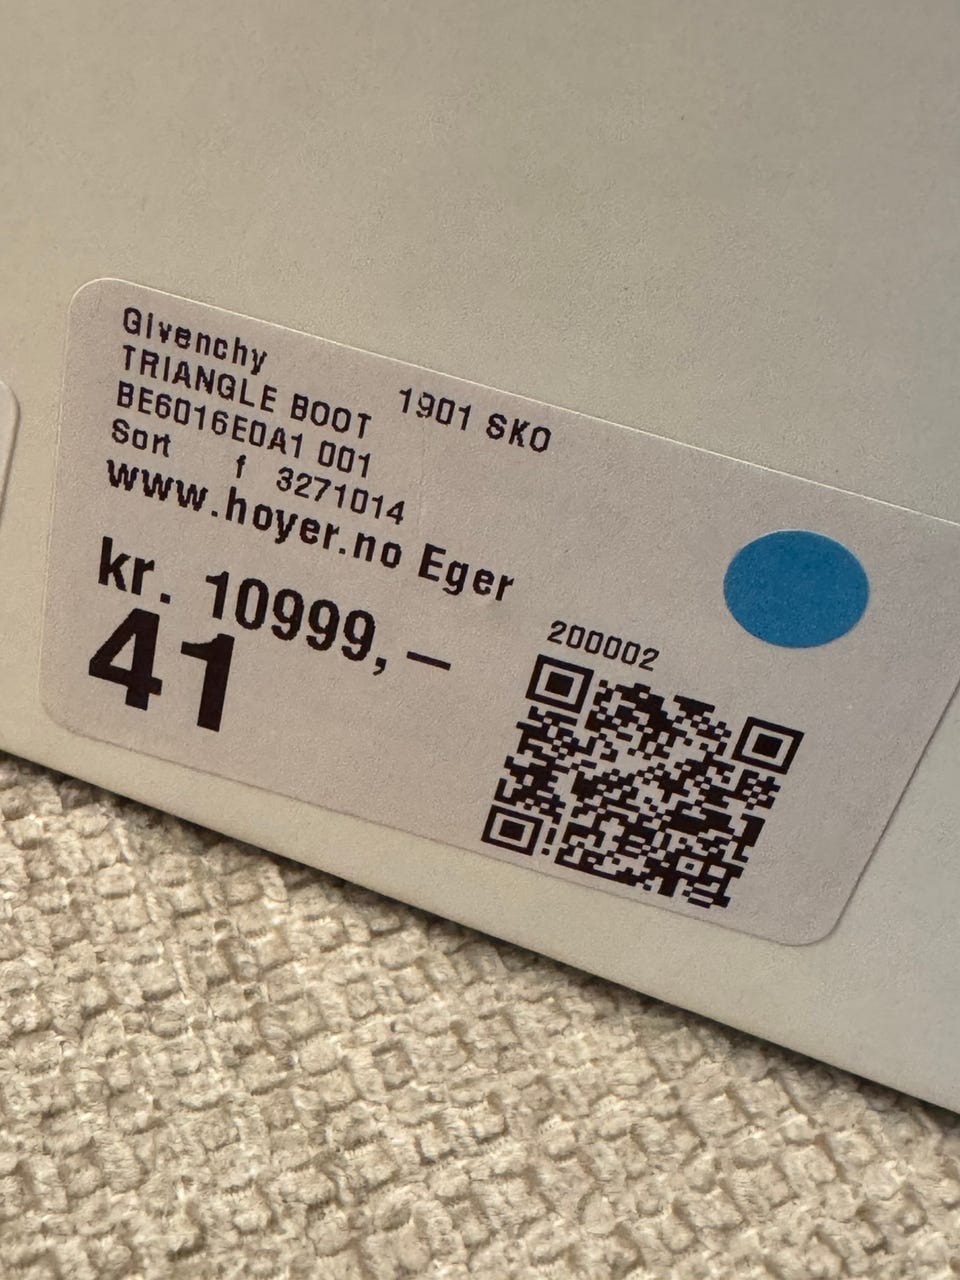 Givenchy
TRIANGLE BOOT 1901 SKO
BE6016E0A1 001
Sort f 3271014
www.hoyer.no Eger
kr. 10999,–
41
200002